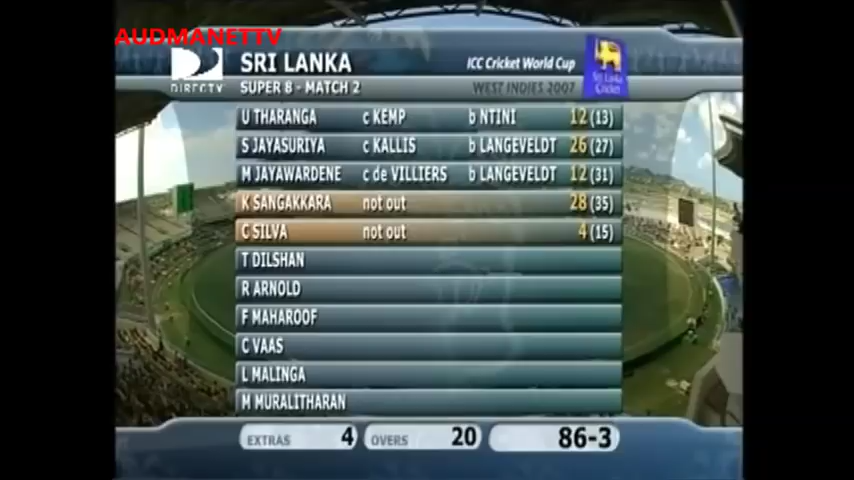 AUDMANETTV
DIRECTV
SRI LANKA
ICC Cricket World Cup
SUPER 8 - MATCH 2
WEST INDIES 2007
Sri Lanka
Cricket
U THARANGA c KEMP b NTINI 12 (13)
S JAYASURIYA c KALLIS b LANGEVELDT 26 (27)
M JAYAWARDENE c de VILLIERS b LANGEVELDT 12 (31)
K SANGAKKARA not out 28 (35)
C SILVA not out 4 (15)
T DILSHAN
R ARNOLD
F MAHAROOF
C VAAS
L MALINGA
M MURALITHARAN
EXTRAS 4 OVERS 20 86-3